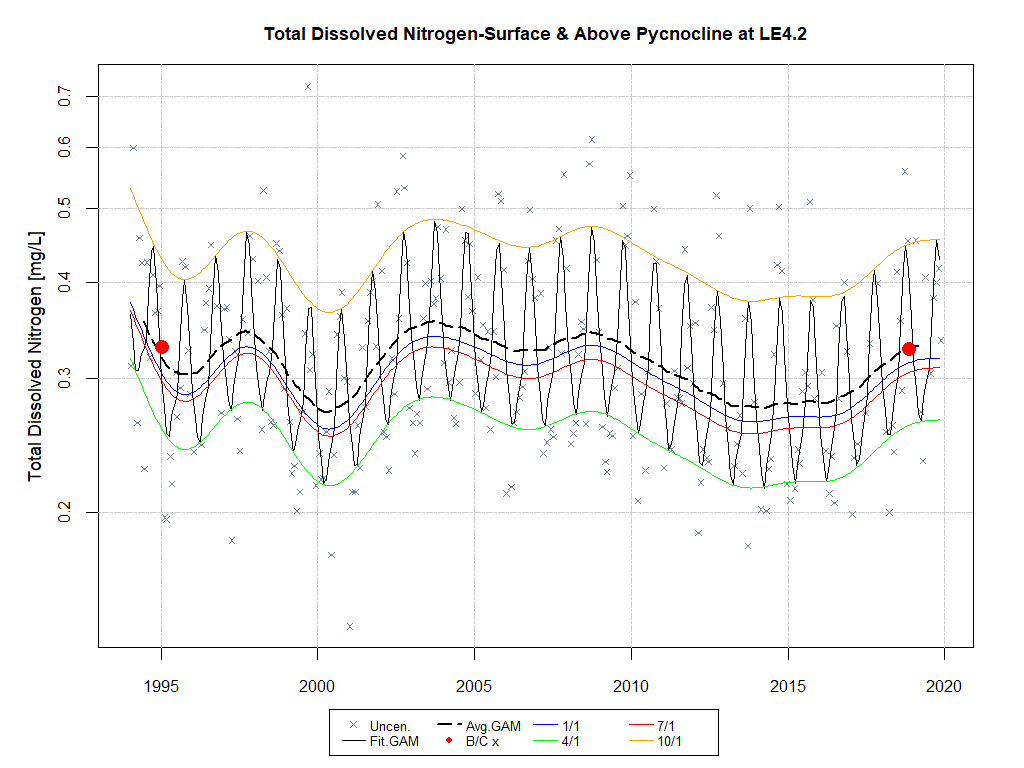 Total Dissolved Nitrogen-Surface & Above Pycnocline at LE4.2
Total Dissolved Nitrogen [mg/L]
0.7
0.6
0.5
0.4
0.3
0.2
1995 2000 2005 2010 2015 2020
Uncen. Avg.GAM 1/1 7/1
Fit.GAM B/C x 4/1 10/1